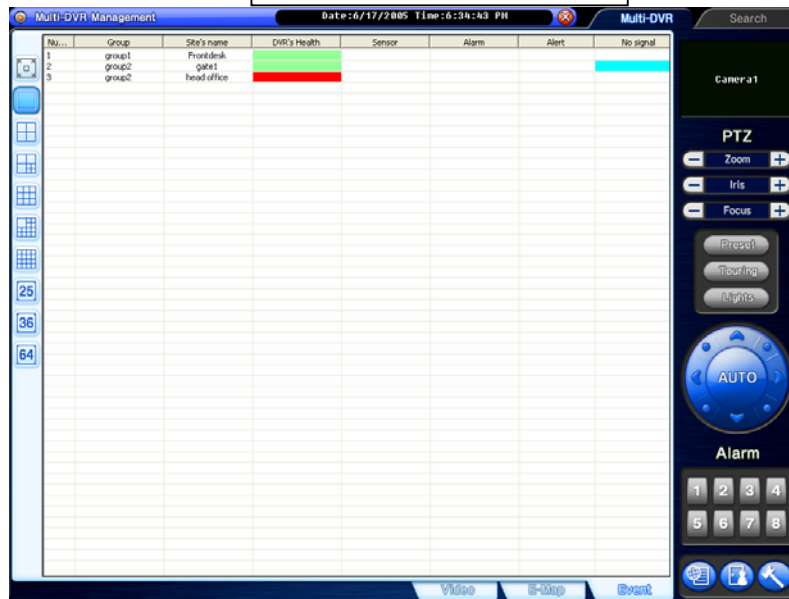 Multi-DVR Management
Date:6/17/2005 Time:6:34:43 PM
Multi-DVR
Search
Nu... Group Site's name DVR's Health Sensor Alarm Alert No signal
1 group1 Frontdesk
2 group2 gate1
3 group2 head office
25
36
64
Camera1
PTZ
Zoom
Iris
Focus
Preset
Touring
Lights
AUTO
Alarm
1 2 3 4
5 6 7 8
Video E-Map Event